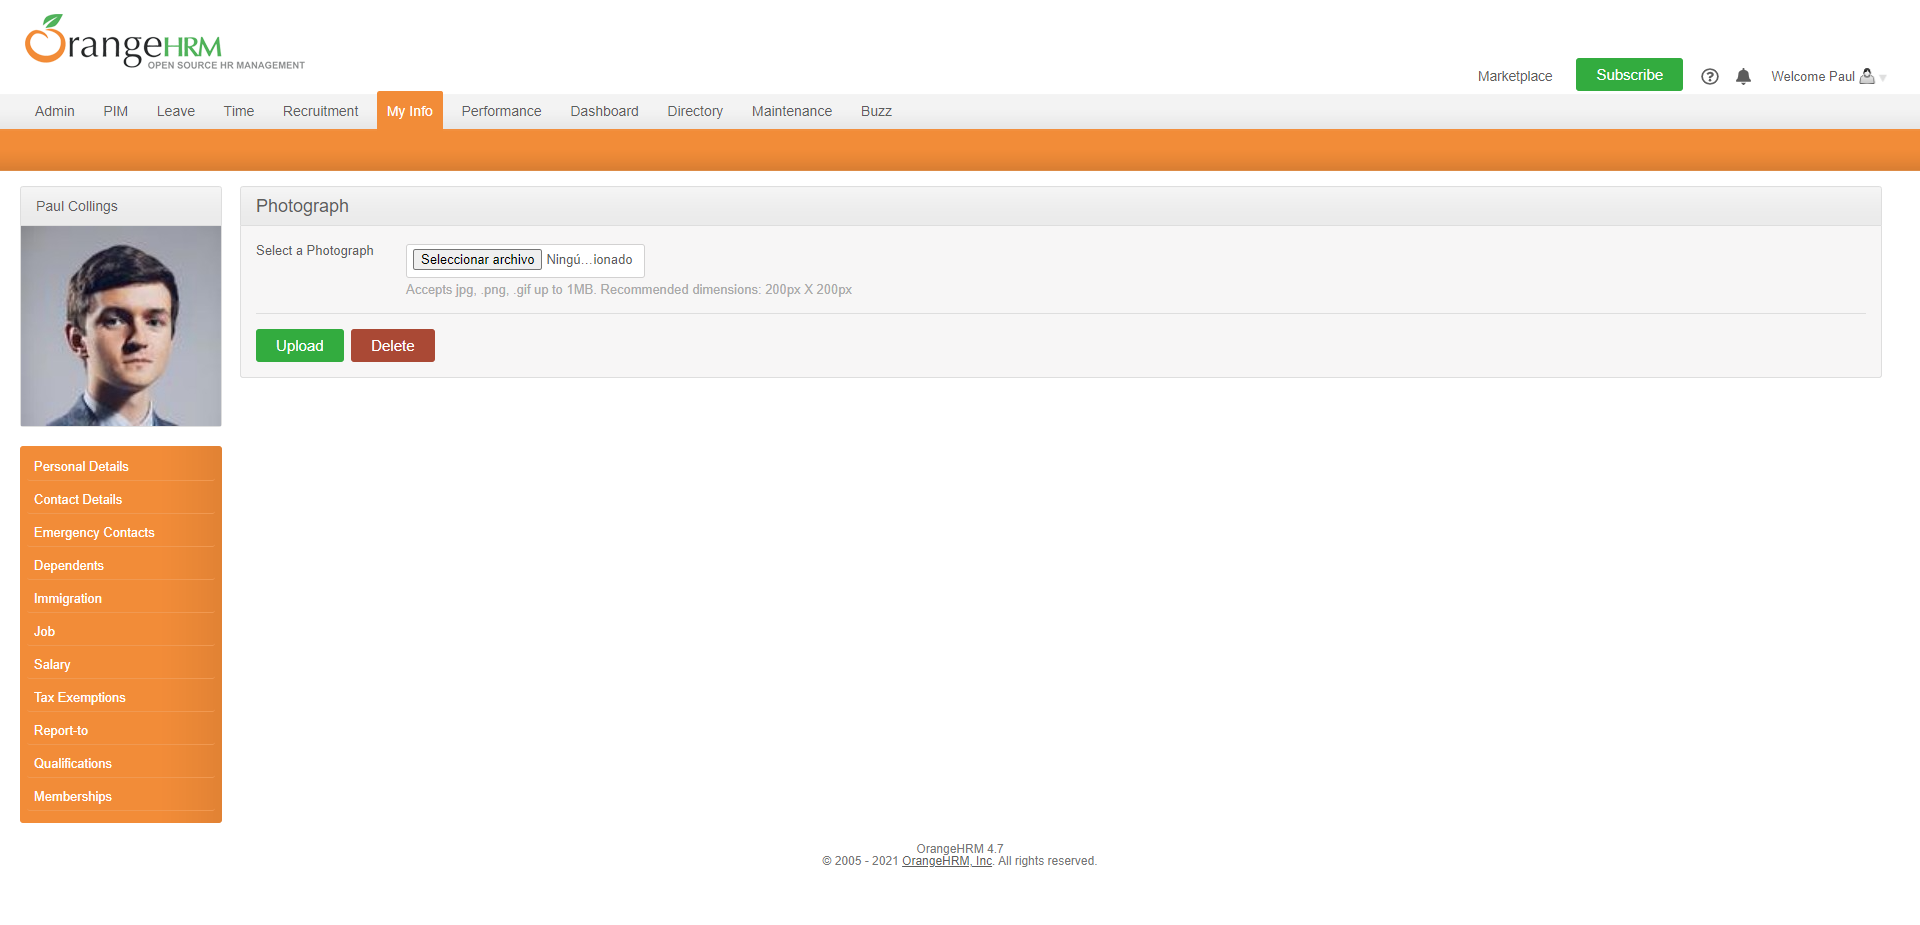 OrangeHRM
OPEN SOURCE HR MANAGEMENT
Marketplace
Subscribe
Welcome Paul
Admin
PIM
Leave
Time
Recruitment
My Info
Performance
Dashboard
Directory
Maintenance
Buzz
Paul Collings
Photograph
Select a Photograph
Seleccionar archivo Ningú...ionado
Accepts jpg, .png, .gif up to 1MB. Recommended dimensions: 200px X 200px
Upload
Delete
Personal Details
Contact Details
Emergency Contacts
Dependents
Immigration
Job
Salary
Tax Exemptions
Report-to
Qualifications
Memberships
OrangeHRM 4.7
© 2005 - 2021 OrangeHRM, Inc. All rights reserved.